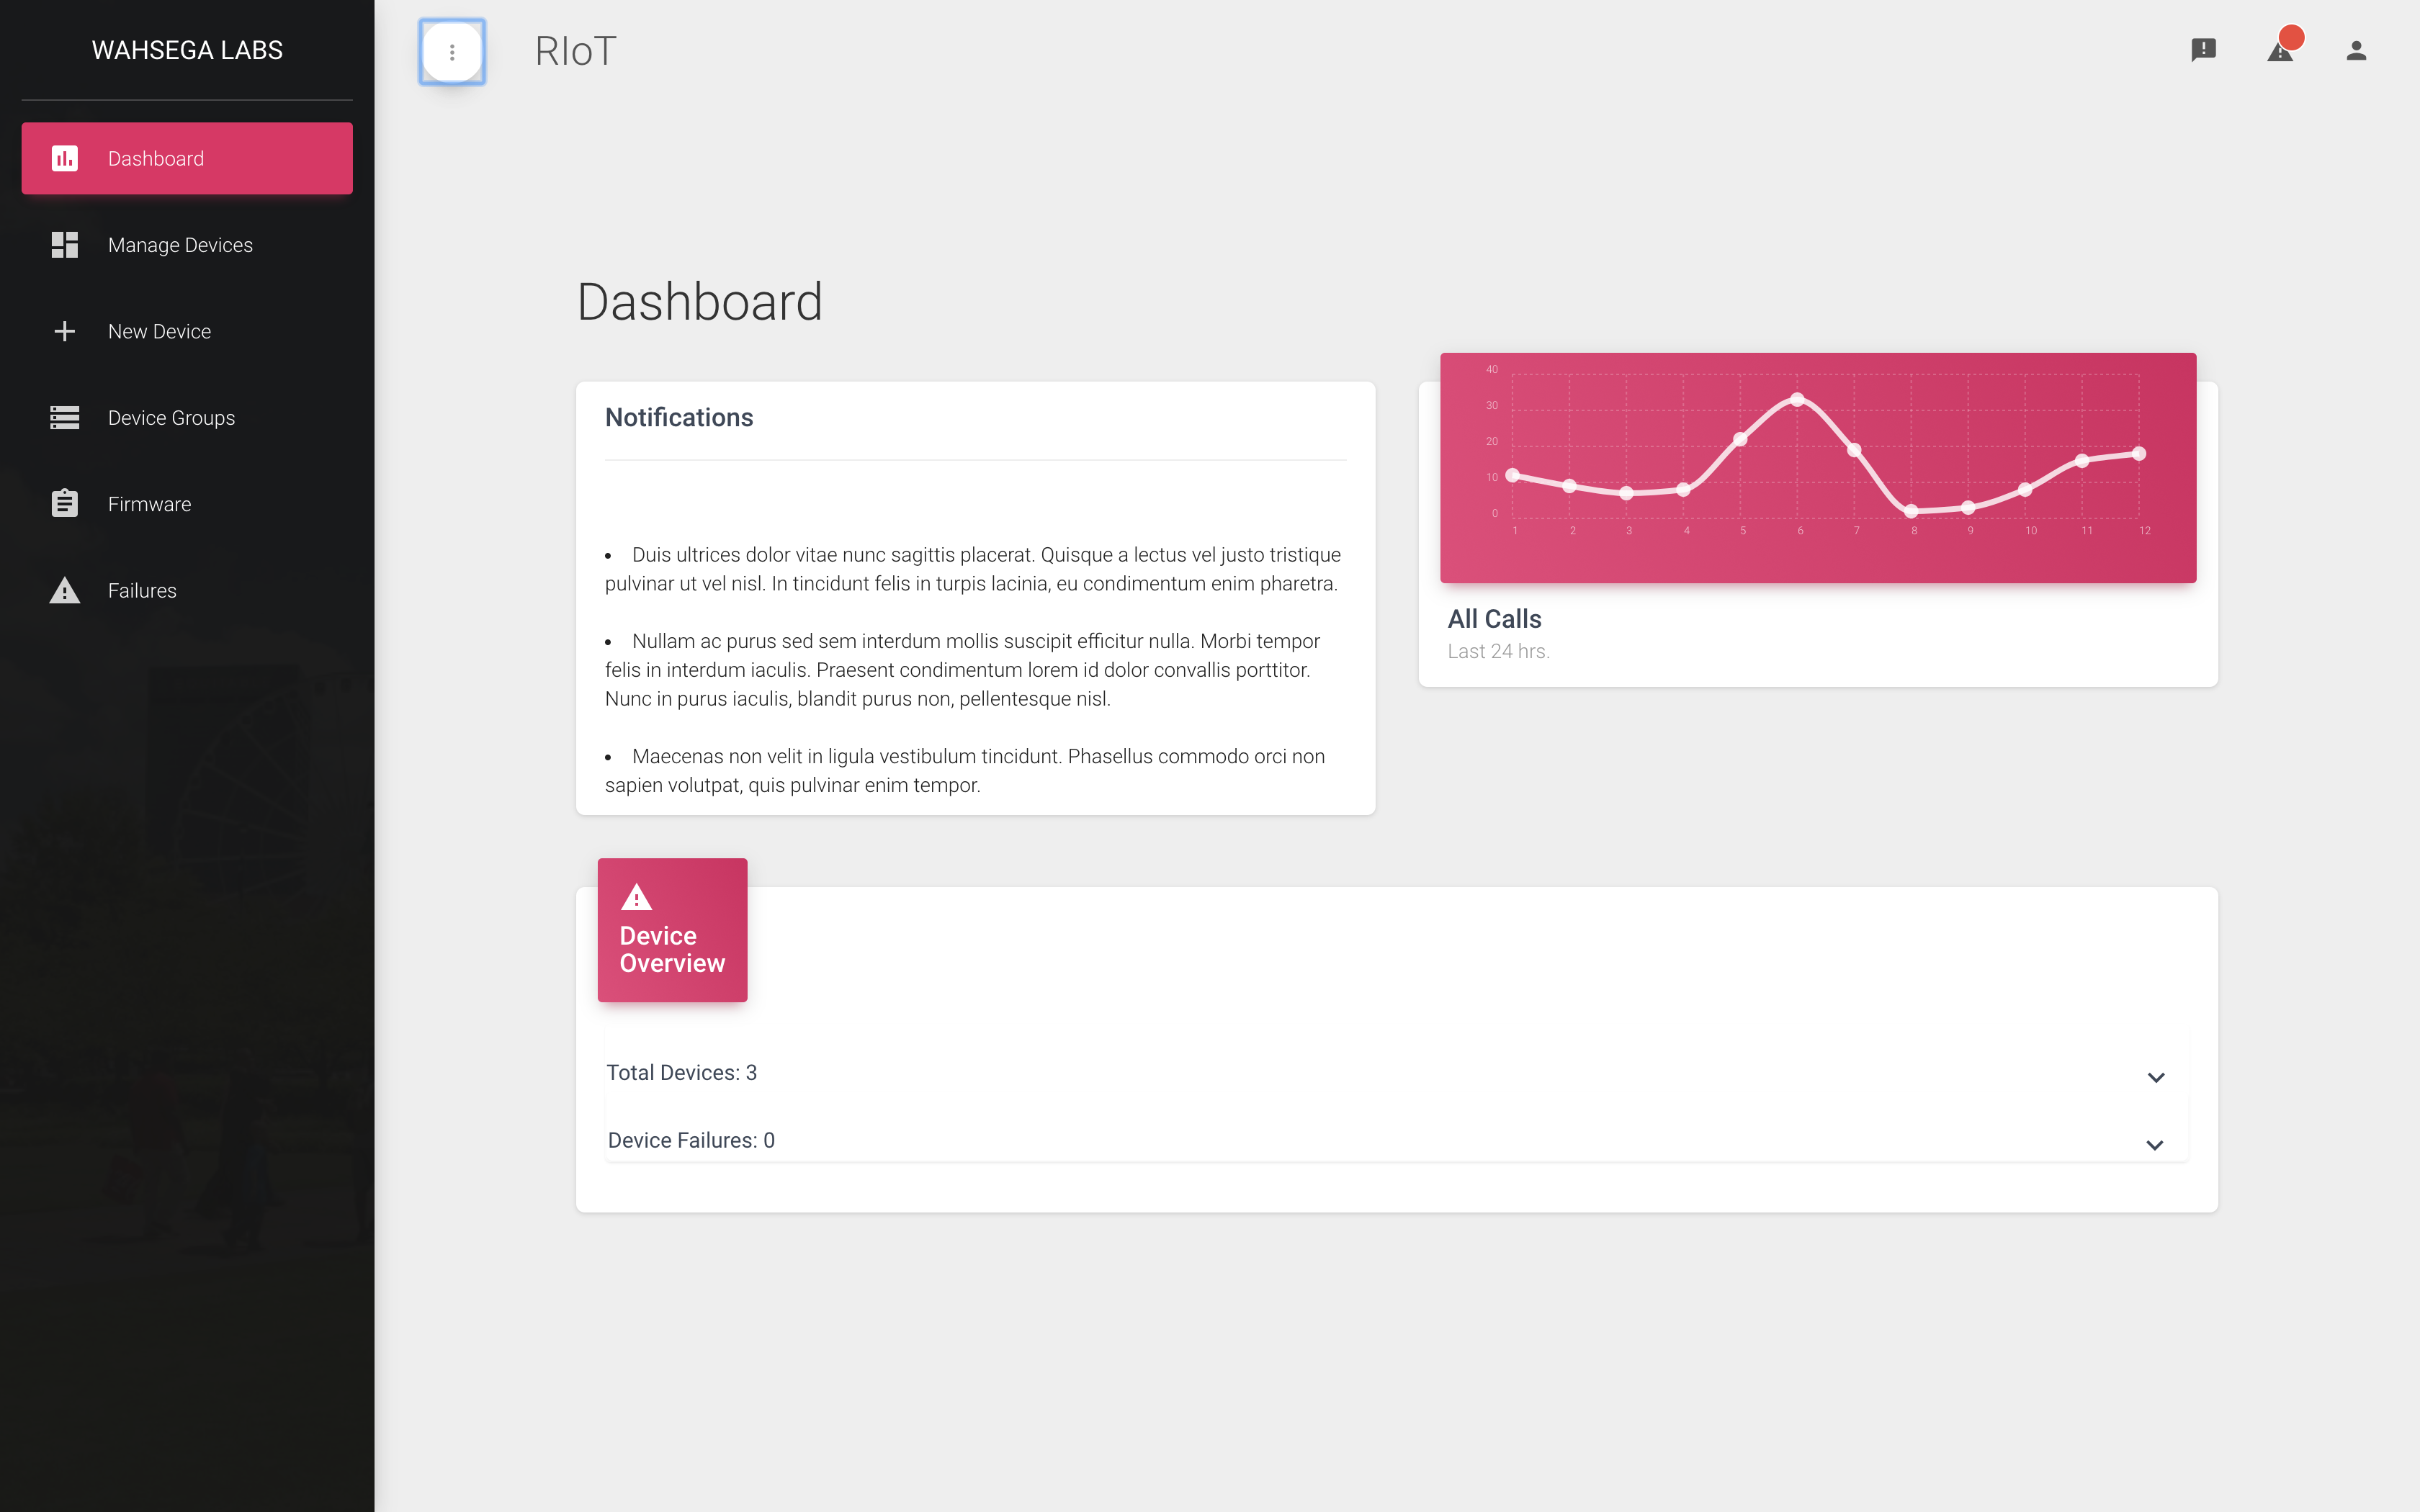 WAHSEGA LABS
Dashboard
Manage Devices
New Device
Device Groups
Firmware
Failures
RIoT
Dashboard
Notifications
• Duis ultrices dolor vitae nunc sagittis placerat. Quisque a lectus vel justo tristique
pulvinar ut vel nisl. In tincidunt felis in turpis lacinia, eu condimentum enim pharetra.
• Nullam ac purus sed sem interdum mollis suscipit efficitur nulla. Morbi tempor
felis in interdum iaculis. Praesent condimentum lorem id dolor convallis porttitor.
Nunc in purus iaculis, blandit purus non, pellentesque nisl.
• Maecenas non velit in ligula vestibulum tincidunt. Phasellus commodo orci non
sapien volutpat, quis pulvinar enim tempor.
40
30
20
10
0
1 2 3 4 5 6 7 8 9 10 11 12
All Calls
Last 24 hrs.
Device
Overview
Total Devices: 3
Device Failures: 0